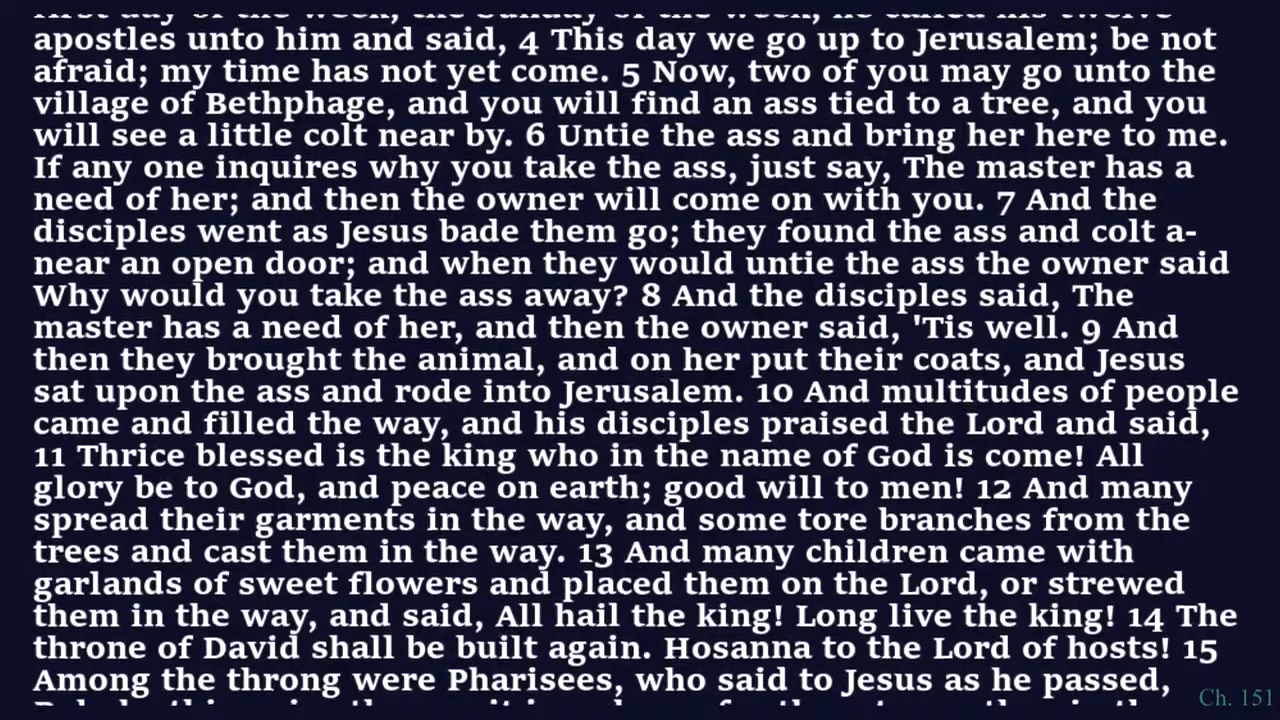 first day of the week, the Sunday of the week, he called his twelve
apostles unto him and said, 4 This day we go up to Jerusalem; be not
afraid; my time has not yet come. 5 Now, two of you may go unto the
village of Bethphage, and you will find an ass tied to a tree, and you
will see a little colt near by. 6 Untie the ass and bring her here to me.
If any one inquires why you take the ass, just say, The master has a
need of her; and then the owner will come on with you. 7 And the
disciples went as Jesus bade them go; they found the ass and colt a-
near an open door; and when they would untie the ass the owner said
Why would you take the ass away? 8 And the disciples said, The
master has a need of her, and then the owner said, 'Tis well. 9 And
then they brought the animal, and on her put their coats, and Jesus
sat upon the ass and rode into Jerusalem. 10 And multitudes of people
came and filled the way, and his disciples praised the Lord and said,
11 Thrice blessed is the king who in the name of God is come! All
glory be to God, and peace on earth; good will to men! 12 And many
spread their garments in the way, and some tore branches from the
trees and cast them in the way. 13 And many children came with
garlands of sweet flowers and placed them on the Lord, or strewed
them in the way, and said, All hail the king! Long live the king! 14 The
throne of David shall be built again. Hosanna to the Lord of hosts! 15
Among the throng were Pharisees, who said to Jesus as he passed,
Ch. 151